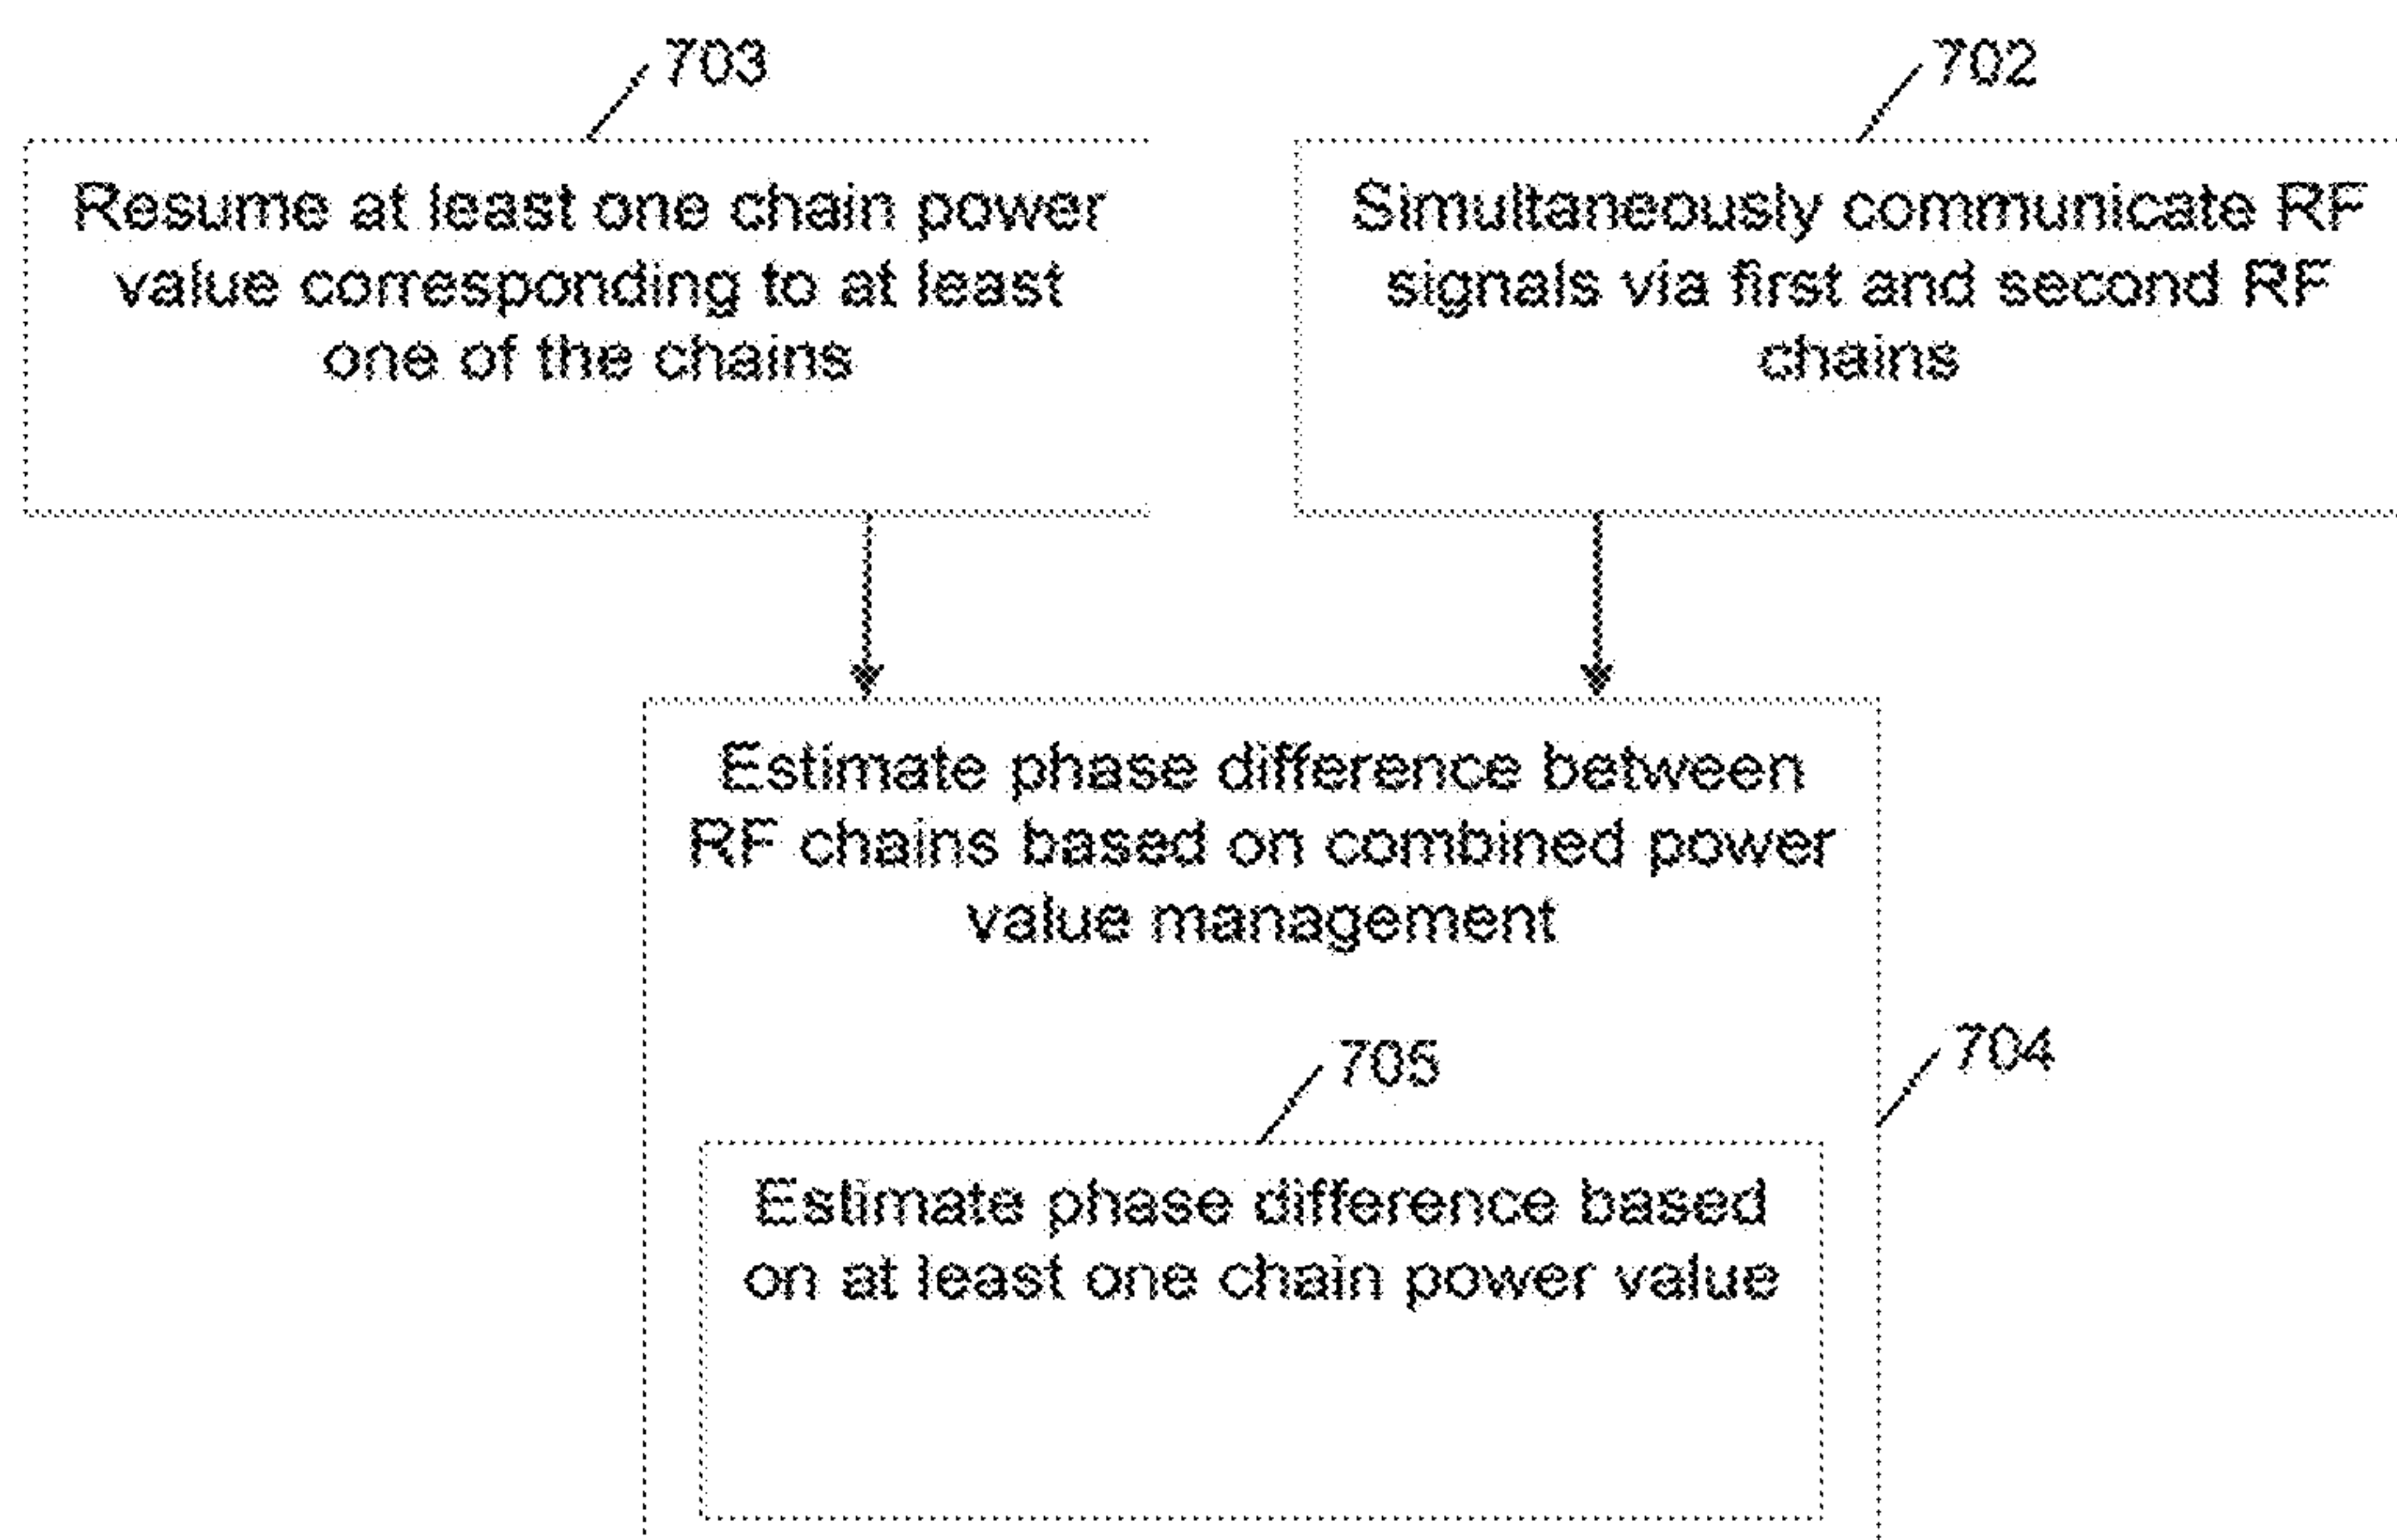 703
Resume at least one chain power
value corresponding to at least
one of the chains
702
Simultaneously communicate RF
signals via first and second RF
chains
Estimate phase difference between
RF chains based on combined power
value management
704
705
Estimate phase difference based
on at least one chain power value